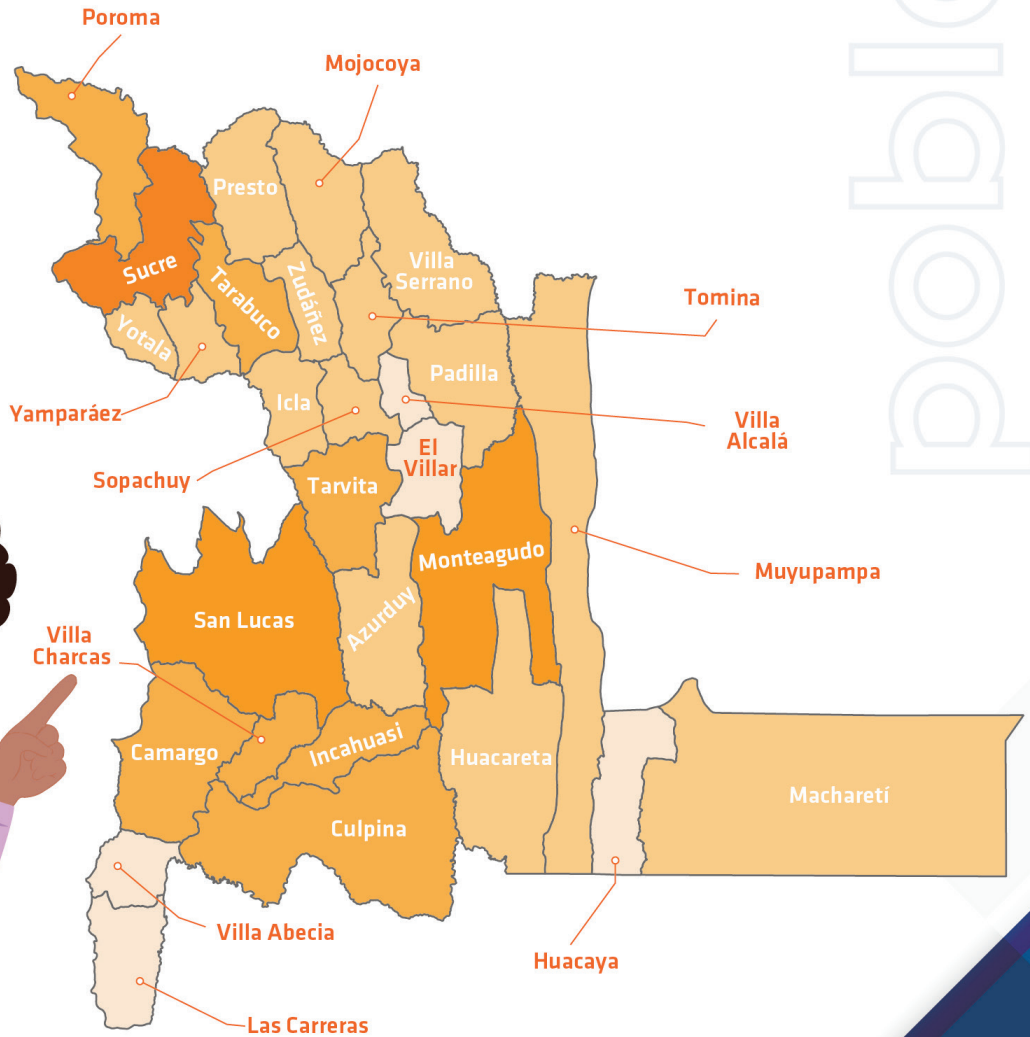 Poroma
Mojocoya
Presto
Sucre
Tarabuco
Zudáñez
Villa
Serrano
Tomina
Yotala
Padilla
Icla
Yamparáez
Villa
Alcalá
El
Villar
Sopachuy
Tarvita
Monteagudo
Muyupampa
San Lucas
Azurduy
Villa
Charcas
Camargo
Incahuasi
Huacareta
Macharetí
Culpina
Villa Abecia
Huacaya
Las Carreras